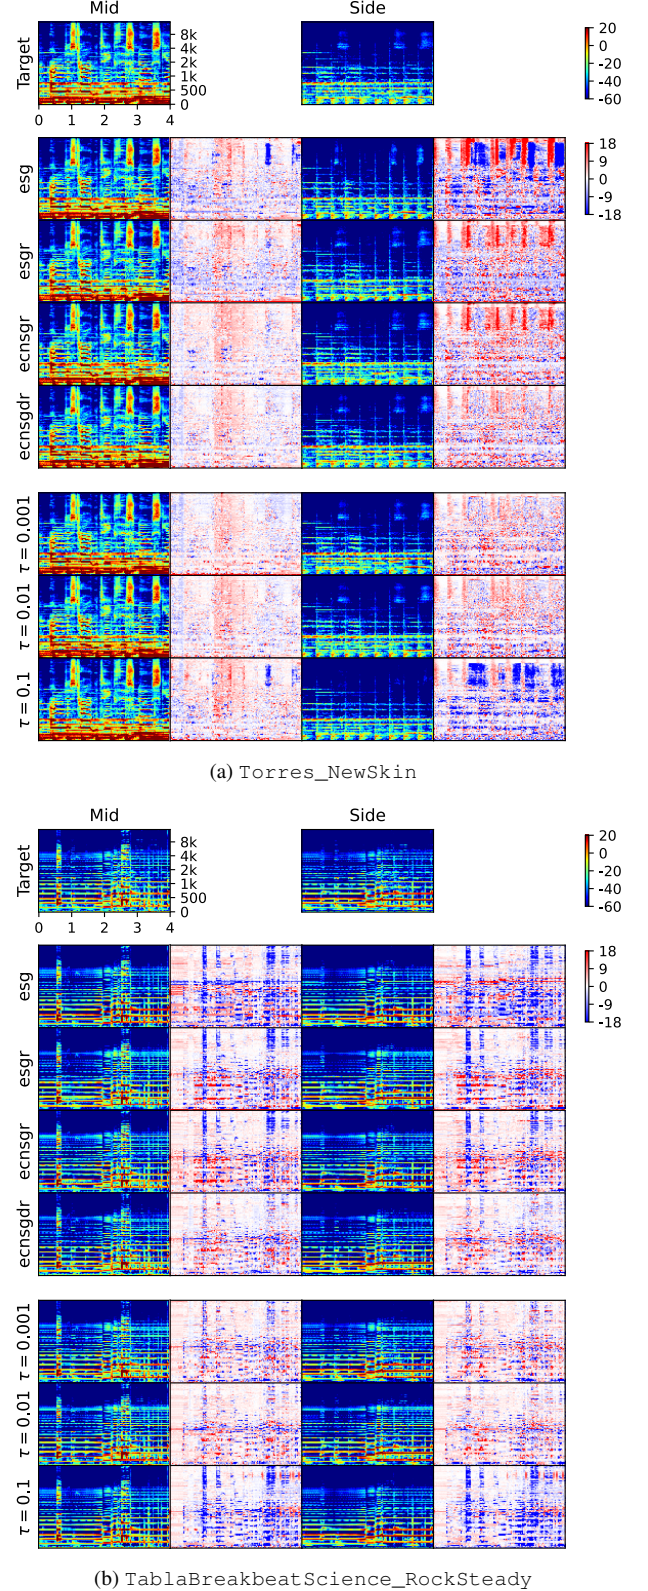 Mid Side
Target
8k
4k
2k
1k
500
0
0 1 2 3 4
20
0
-20
-40
-60
esg
18
9
0
-9
-18
esgr
ecnsgr
ecnsgdr
τ = 0.001
τ = 0.01
τ = 0.1
(a) Torres_NewSkin
Mid Side
Target
8k
4k
2k
1k
500
0
0 1 2 3 4
20
0
-20
-40
-60
esg
18
9
0
-9
-18
esgr
ecnsgr
ecnsgdr
τ = 0.001
τ = 0.01
τ = 0.1
(b) TablaBreakbeatScience_RockSteady